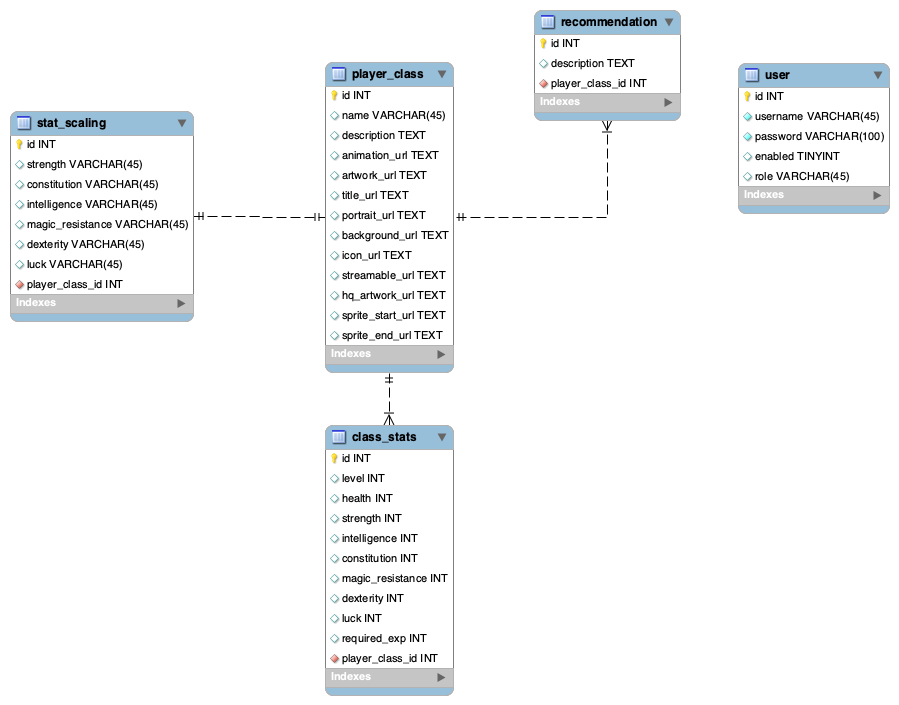 stat_scaling
id INT
strength VARCHAR(45)
constitution VARCHAR(45)
intelligence VARCHAR(45)
magic_resistance VARCHAR(45)
dexterity VARCHAR(45)
luck VARCHAR(45)
player_class_id INT
Indexes
player_class
id INT
name VARCHAR(45)
description TEXT
animation_url TEXT
artwork_url TEXT
title_url TEXT
portrait_url TEXT
background_url TEXT
icon_url TEXT
streamable_url TEXT
hq_artwork_url TEXT
sprite_start_url TEXT
sprite_end_url TEXT
Indexes
class_stats
id INT
level INT
health INT
strength INT
intelligence INT
constitution INT
magic_resistance INT
dexterity INT
luck INT
required_exp INT
player_class_id INT
Indexes
recommendation
id INT
description TEXT
player_class_id INT
Indexes
user
id INT
username VARCHAR(45)
password VARCHAR(100)
enabled TINYINT
role VARCHAR(45)
Indexes